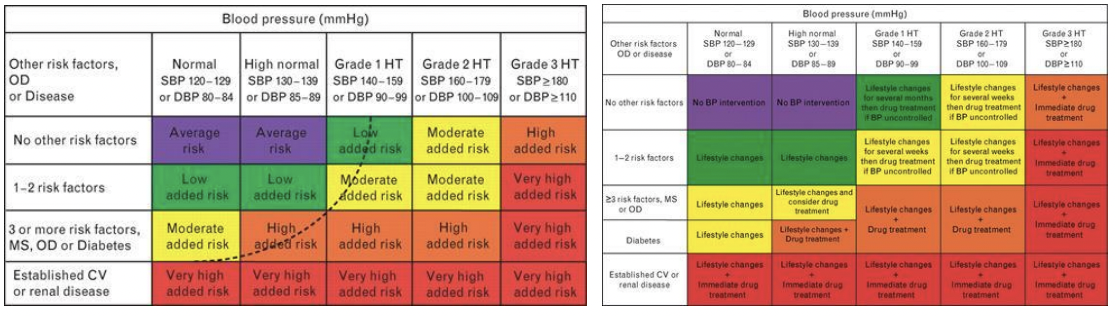 Blood pressure (mmHg)
Other risk factors,
OD
or Disease
Normal
SBP 120–129
or DBP 80–84
High normal
SBP 130–139
or DBP 85–89
Grade 1 HT
SBP 140–159
or DBP 90–99
Grade 2 HT
SBP 160–179
or DBP 100–109
Grade 3 HT
SBP ≥ 180
or DBP ≥ 110
No other risk factors
Average
risk
Average
risk
Low
added risk
Moderate
added risk
High
added risk
1–2 risk factors
Low
added risk
Low
added risk
Moderate
added risk
Moderate
added risk
Very high
added risk
3 or more risk factors,
MS, OD or Diabetes
Moderate
added risk
High
added risk
High
added risk
High
added risk
Very high
added risk
Established CV
or renal disease
Very high
added risk
Very high
added risk
Very high
added risk
Very high
added risk
Very high
added risk
Blood pressure (mmHg)
Other risk factors
OD or disease
Normal
SBP 120–129
or
DBP 80–84
High normal
SBP 130–139
or
DBP 85–89
Grade 1 HT
SBP 140–159
or
DBP 90–99
Grade 2 HT
SBP 160–179
or
DBP 100–109
Grade 3 HT
SBP≥180
or
DBP≥110
No other risk factors
No BP intervention
No BP intervention
Lifestyle changes
for several months
then drug treatment
if BP uncontrolled
Lifestyle changes
for several weeks
then drug treatment
if BP uncontrolled
Lifestyle changes
+
Immediate drug
treatment
1–2 risk factors
Lifestyle changes
Lifestyle changes
Lifestyle changes
for several weeks
then drug treatment
if BP uncontrolled
Lifestyle changes
for several weeks
then drug treatment
if BP uncontrolled
Lifestyle changes
+
Immediate drug
treatment
≥3 risk factors, MS
or OD
Lifestyle changes
Lifestyle changes and
consider drug
treatment
Lifestyle changes
+
Drug treatment
Lifestyle changes
+
Drug treatment
Lifestyle changes
+
Immediate drug
treatment
Diabetes
Lifestyle changes
Lifestyle changes +
Drug treatment
Established CV or
renal disease
Lifestyle changes
+
Immediate drug
treatment
Lifestyle changes
+
Immediate drug
treatment
Lifestyle changes
+
Immediate drug
treatment
Lifestyle changes
+
Immediate drug
treatment
Lifestyle changes
+
Immediate drug
treatment